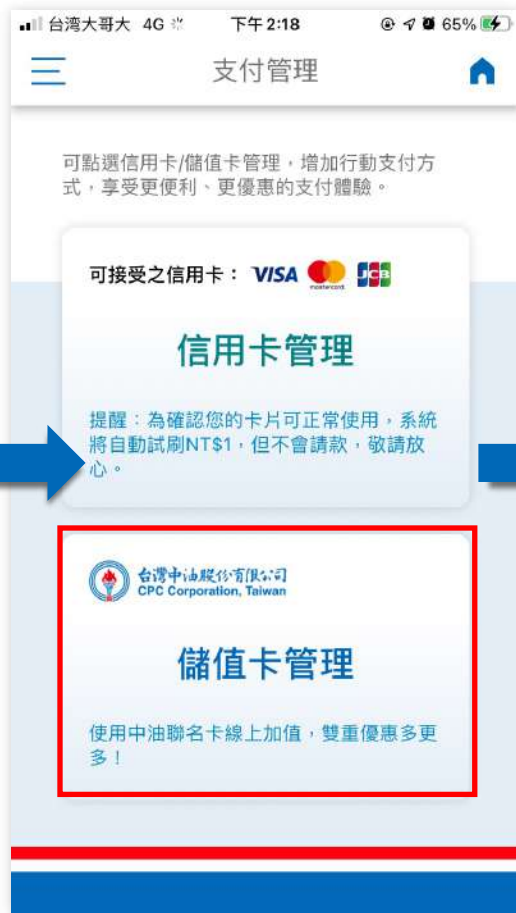 台湾大哥大 4G 下午2:18 65%
支付管理
可點選信用卡/儲值卡管理，增加行動支付方
式，享受更便利、更優惠的支付體驗。
可接受之信用卡： VISA mastercard JCB
信用卡管理
提醒：為確認您的卡片可正常使用，系統
將自動試刷NT$1，但不會請款，敬請放
心。
台灣中油股份有限公司
CPC Corporation, Taiwan
儲值卡管理
使用中油聯名卡線上加值，雙重優惠多更
多！